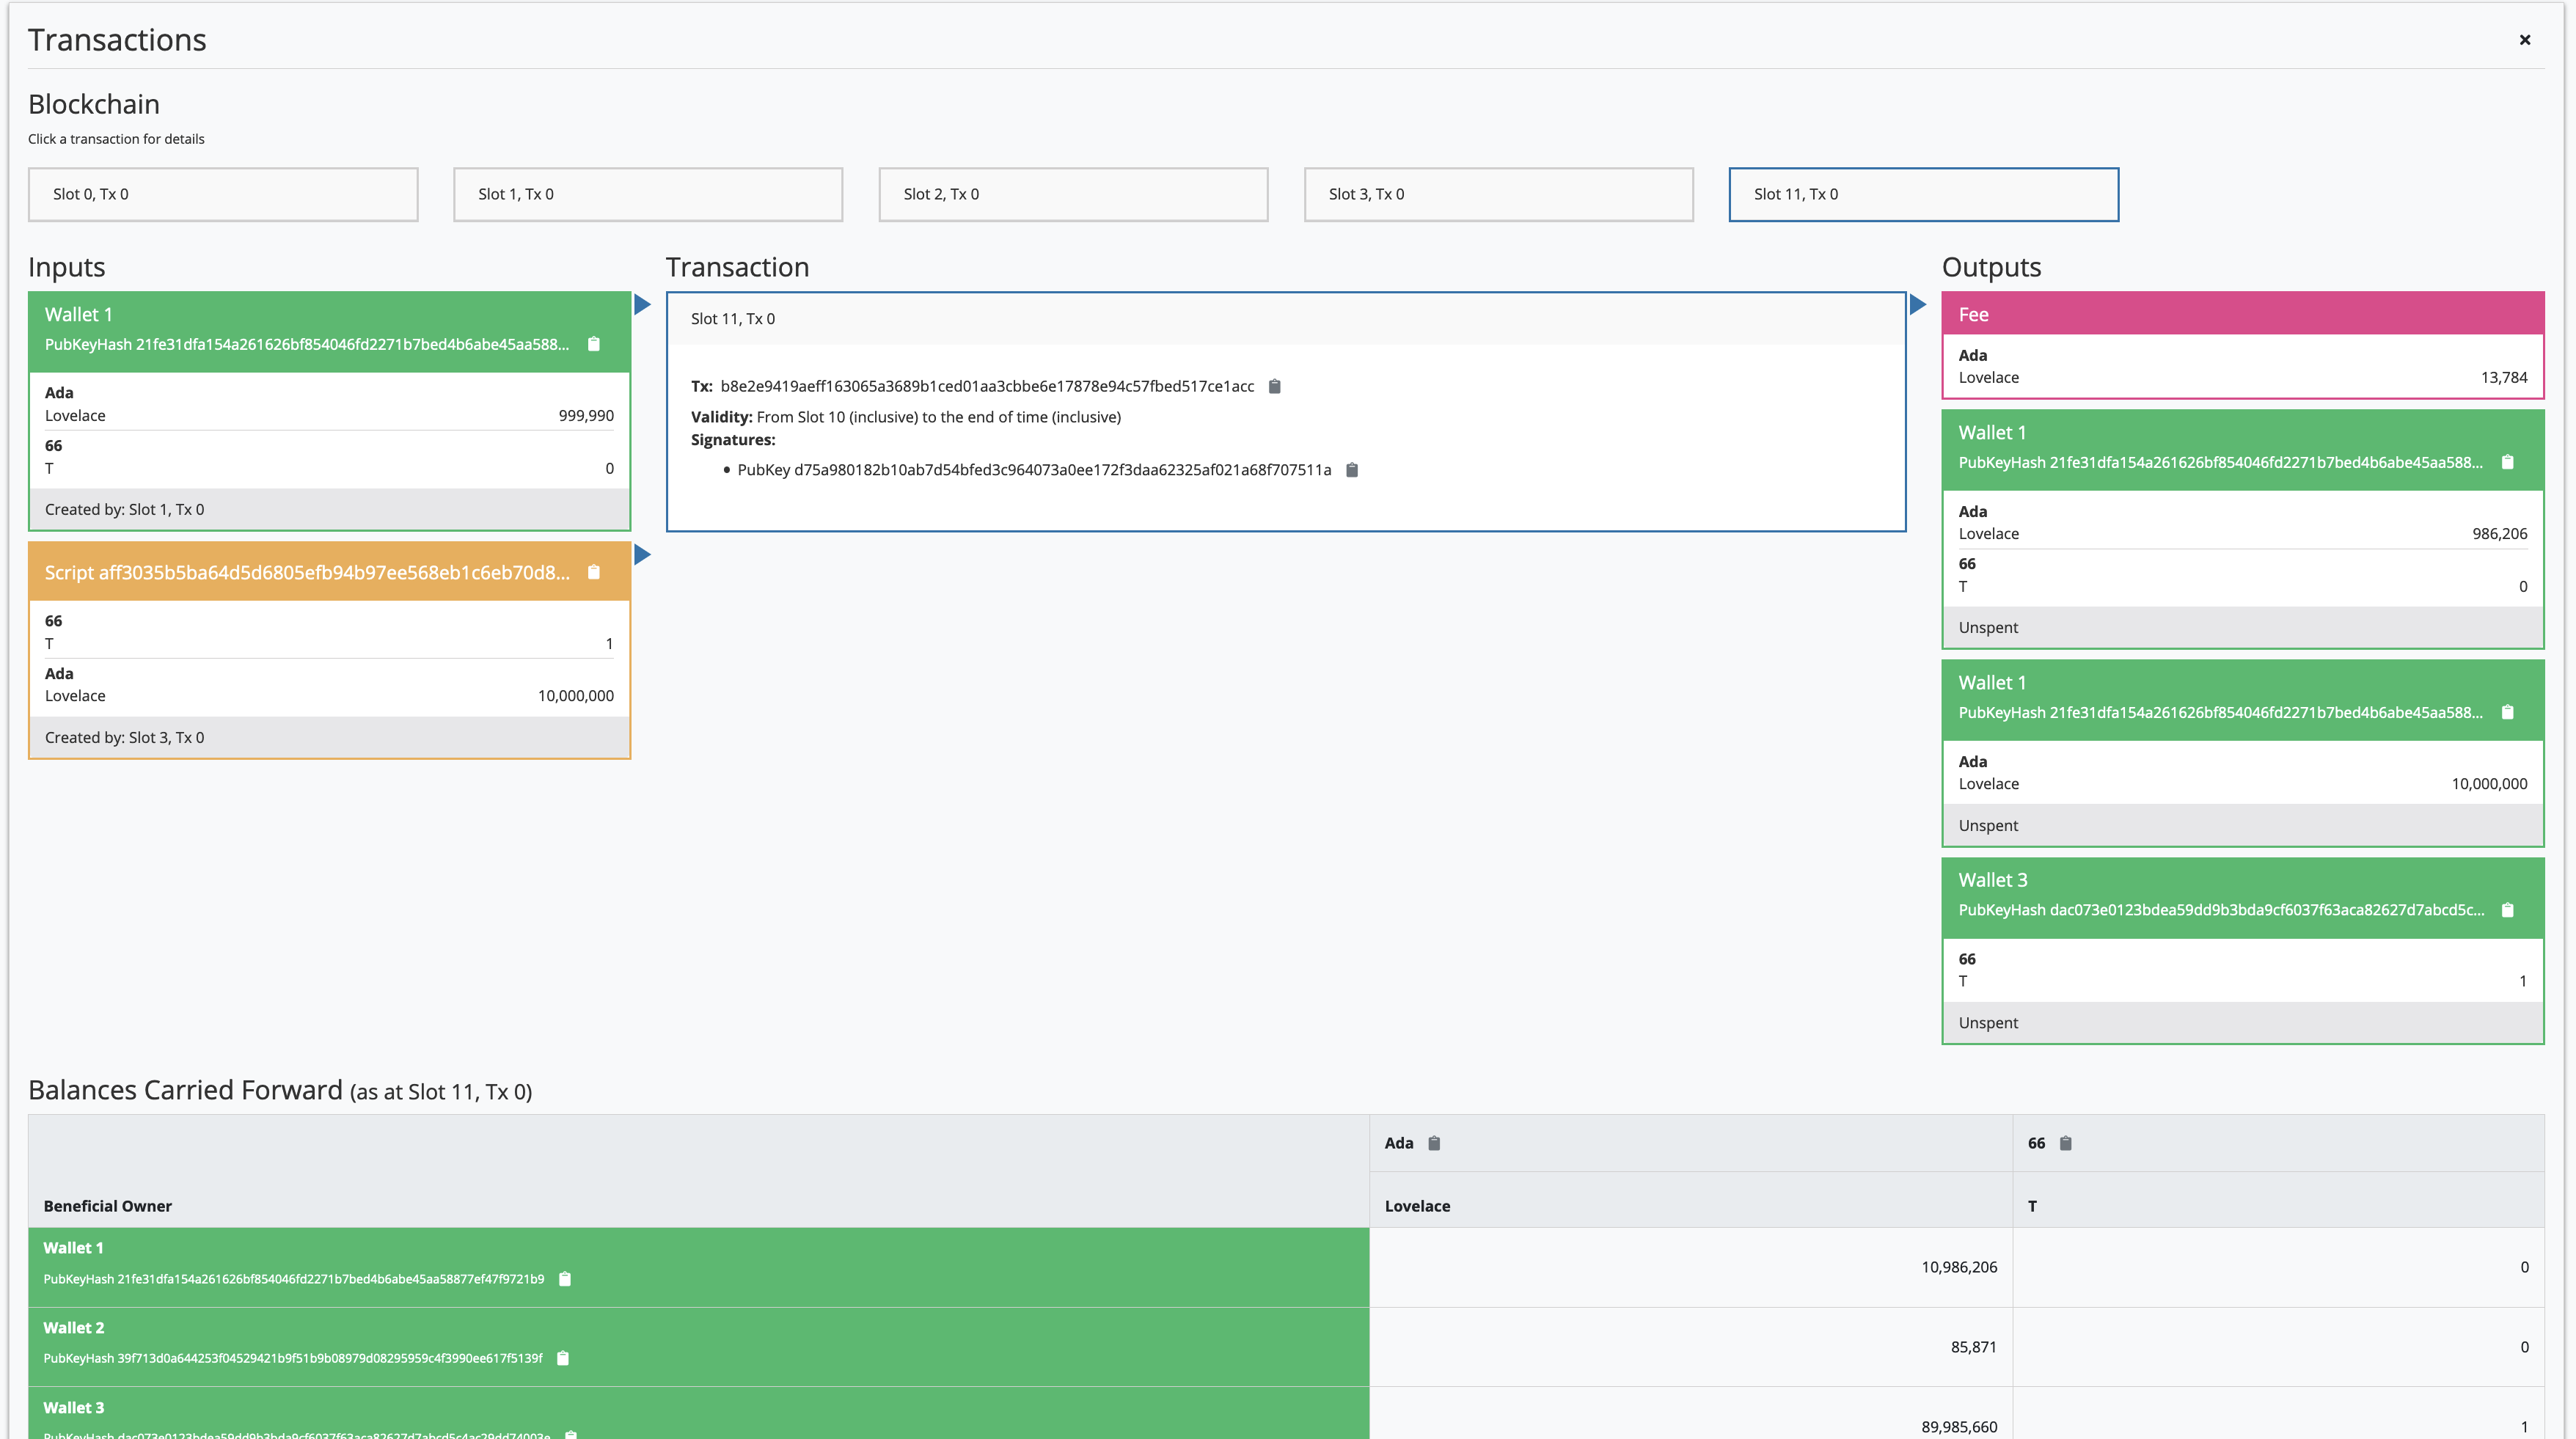 Transactions
Blockchain
Click a transaction for details
Slot 0, Tx 0
Slot 1, Tx 0
Slot 2, Tx 0
Slot 3, Tx 0
Slot 11, Tx 0
Inputs
Wallet 1
PubKeyHash 21fe31dfa154a261626bf854046fd2271b7bed4b6abe45aa588...
Ada
Lovelace 999,990
66
T 0
Created by: Slot 1, Tx 0
Script aff3035b5ba64d5d6805efb94b97ee568eb1c6eb70d8...
66
T 1
Ada
Lovelace 10,000,000
Created by: Slot 3, Tx 0
Transaction
Slot 11, Tx 0
Tx: b8e2e9419aeff163065a3689b1ced01aa3cbbe6e17878e94c57fbed517ce1acc
Validity: From Slot 10 (inclusive) to the end of time (inclusive)
Signatures:
• PubKey d75a980182b10ab7d54bfed3c964073a0ee172f3daa62325af021a68f707511a
Outputs
Fee
Ada
Lovelace 13,784
Wallet 1
PubKeyHash 21fe31dfa154a261626bf854046fd2271b7bed4b6abe45aa588...
Ada
Lovelace 986,206
66
T 0
Unspent
Wallet 1
PubKeyHash 21fe31dfa154a261626bf854046fd2271b7bed4b6abe45aa588...
Ada
Lovelace 10,000,000
Unspent
Wallet 3
PubKeyHash dac073e0123bdea59dd9b3bda9cf6037f63aca82627d7abcd5c...
66
T 1
Unspent
Balances Carried Forward (as at Slot 11, Tx 0)
Ada 66
Beneficial Owner Lovelace T
Wallet 1
PubKeyHash 21fe31dfa154a261626bf854046fd2271b7bed4b6abe45aa58877ef47f9721b9
10,986,206 0
Wallet 2
PubKeyHash 39f713d0a644253f04529421b9f51b9b08979d08295959c4f3990ee617f5139f
85,871 0
Wallet 3
PubKeyHash dac073e0123bdea59dd9b3bda9cf6037f63aca82627d7abcd5c4ac29dd74003e
89,985,660 1